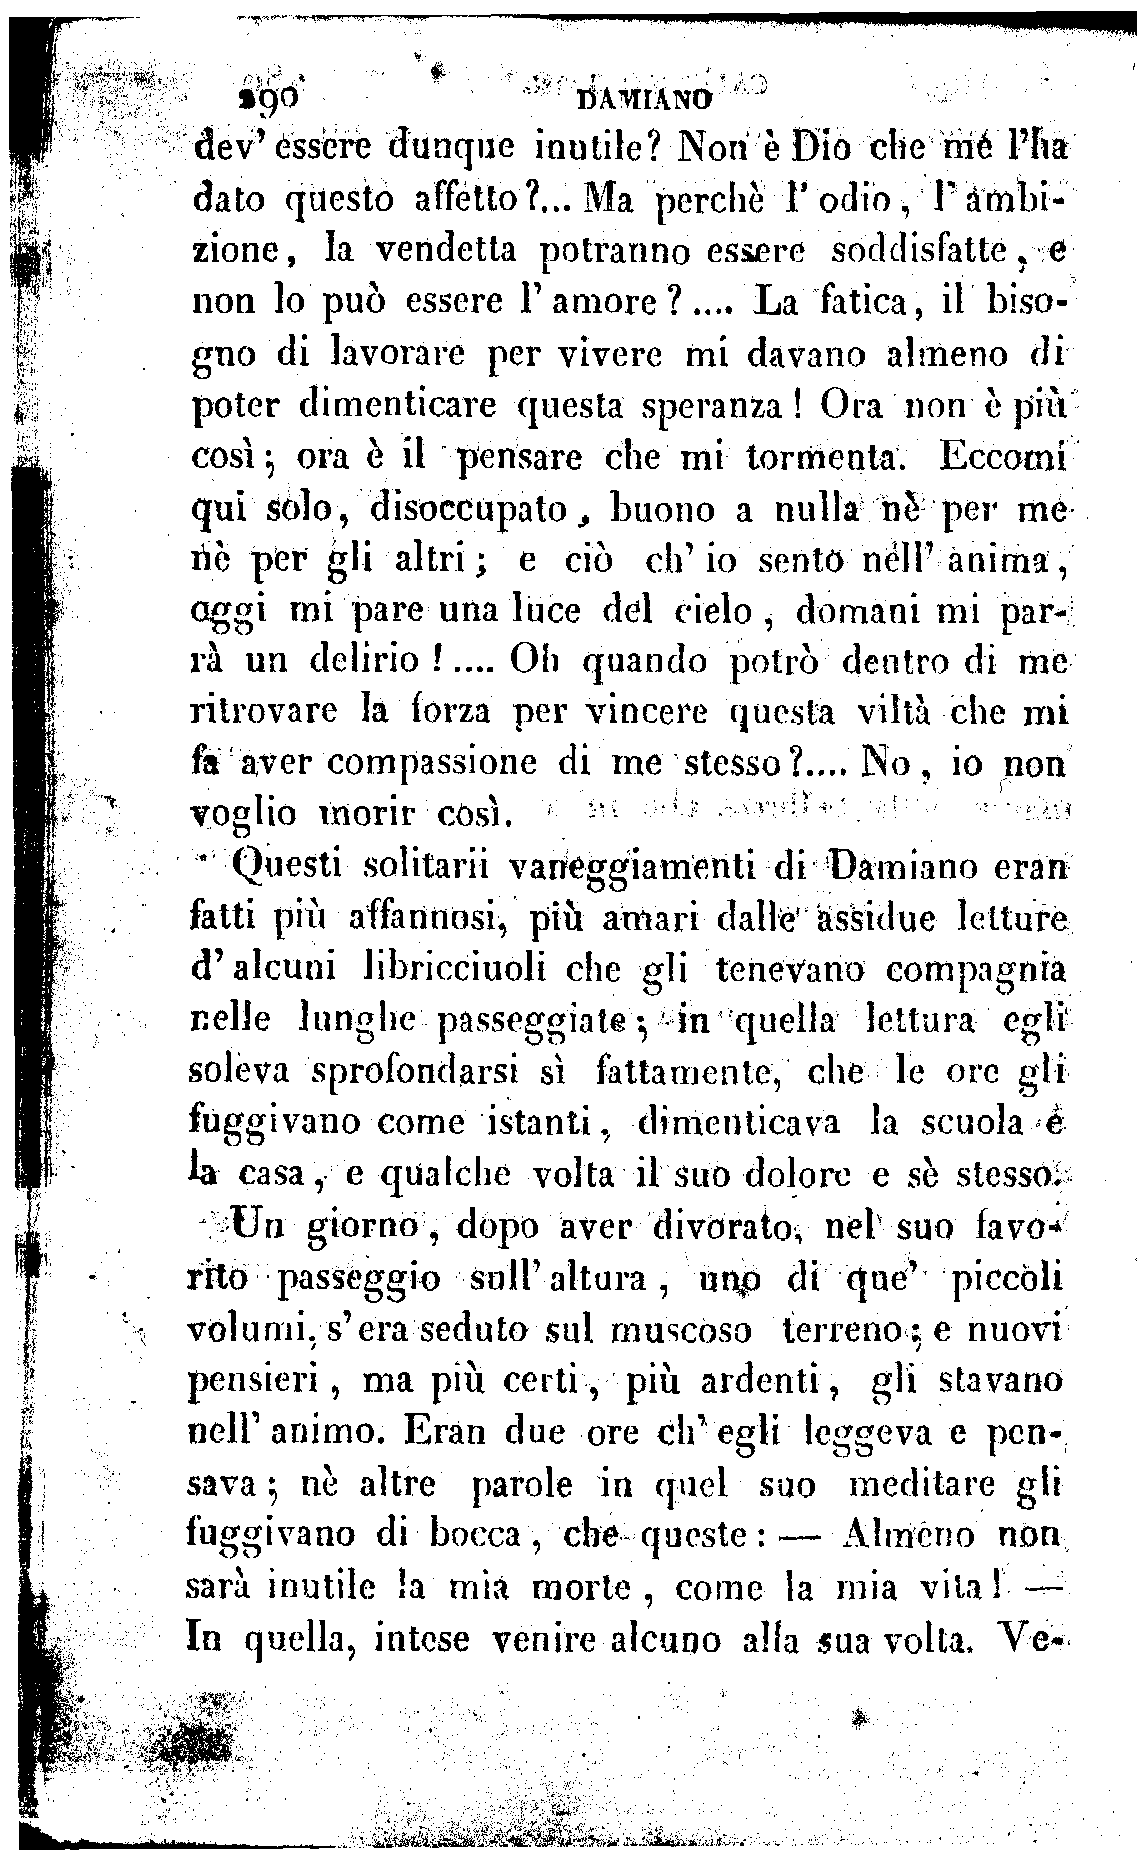 290 DAMIANO
dev' essere dunque inutile? Non è Dio che me l'ha
dato questo affetto?... Ma perchè l' odio, l' ambi-
zione, la vendetta potranno essere soddisfatte, e
non lo può essere l' amore?.... La fatica, il biso-
gno di lavorare per vivere mi davano almeno di
poter dimenticare questa speranza! Ora non è più
così; ora è il pensare che mi tormenta. Eccomi
qui solo, disoccupato, buono a nulla nè per me
nè per gli altri; e ciò ch' io sento nell' anima,
oggi mi pare una luce del cielo, domani mi par-
rà un delirio!.... Oh quando potrò dentro di me
ritrovare la forza per vincere questa viltà che mi
fa aver compassione di me stesso?.... No, io non
voglio morir così.
Questi solitarii vaneggiamenti di Damiano eran
fatti più affannosi, più amari dalle assidue letture
d' alcuni libricciuoli che gli tenevano compagnia
nelle lunghe passeggiate; in quella lettura egli
soleva sprofondarsi sì fattamente, che le ore gli
fuggivano come istanti, dimenticava la scuola e
la casa, e qualche volta il suo dolore e sè stesso.
Un giorno, dopo aver divorato, nel suo favo-
rito passeggio sull' altura, uno di que' piccoli
volumi, s' era seduto sul muscoso terreno; e nuovi
pensieri, ma più certi, più ardenti, gli stavano
nell' animo. Eran due ore ch' egli leggeva e pen-
sava; nè altre parole in quel suo meditare gli
fuggivano di bocca, che queste: — Almeno non
sarà inutile la mia morte, come la mia vita! —
In quella, intese venire alcuno alla sua volta. Ve-